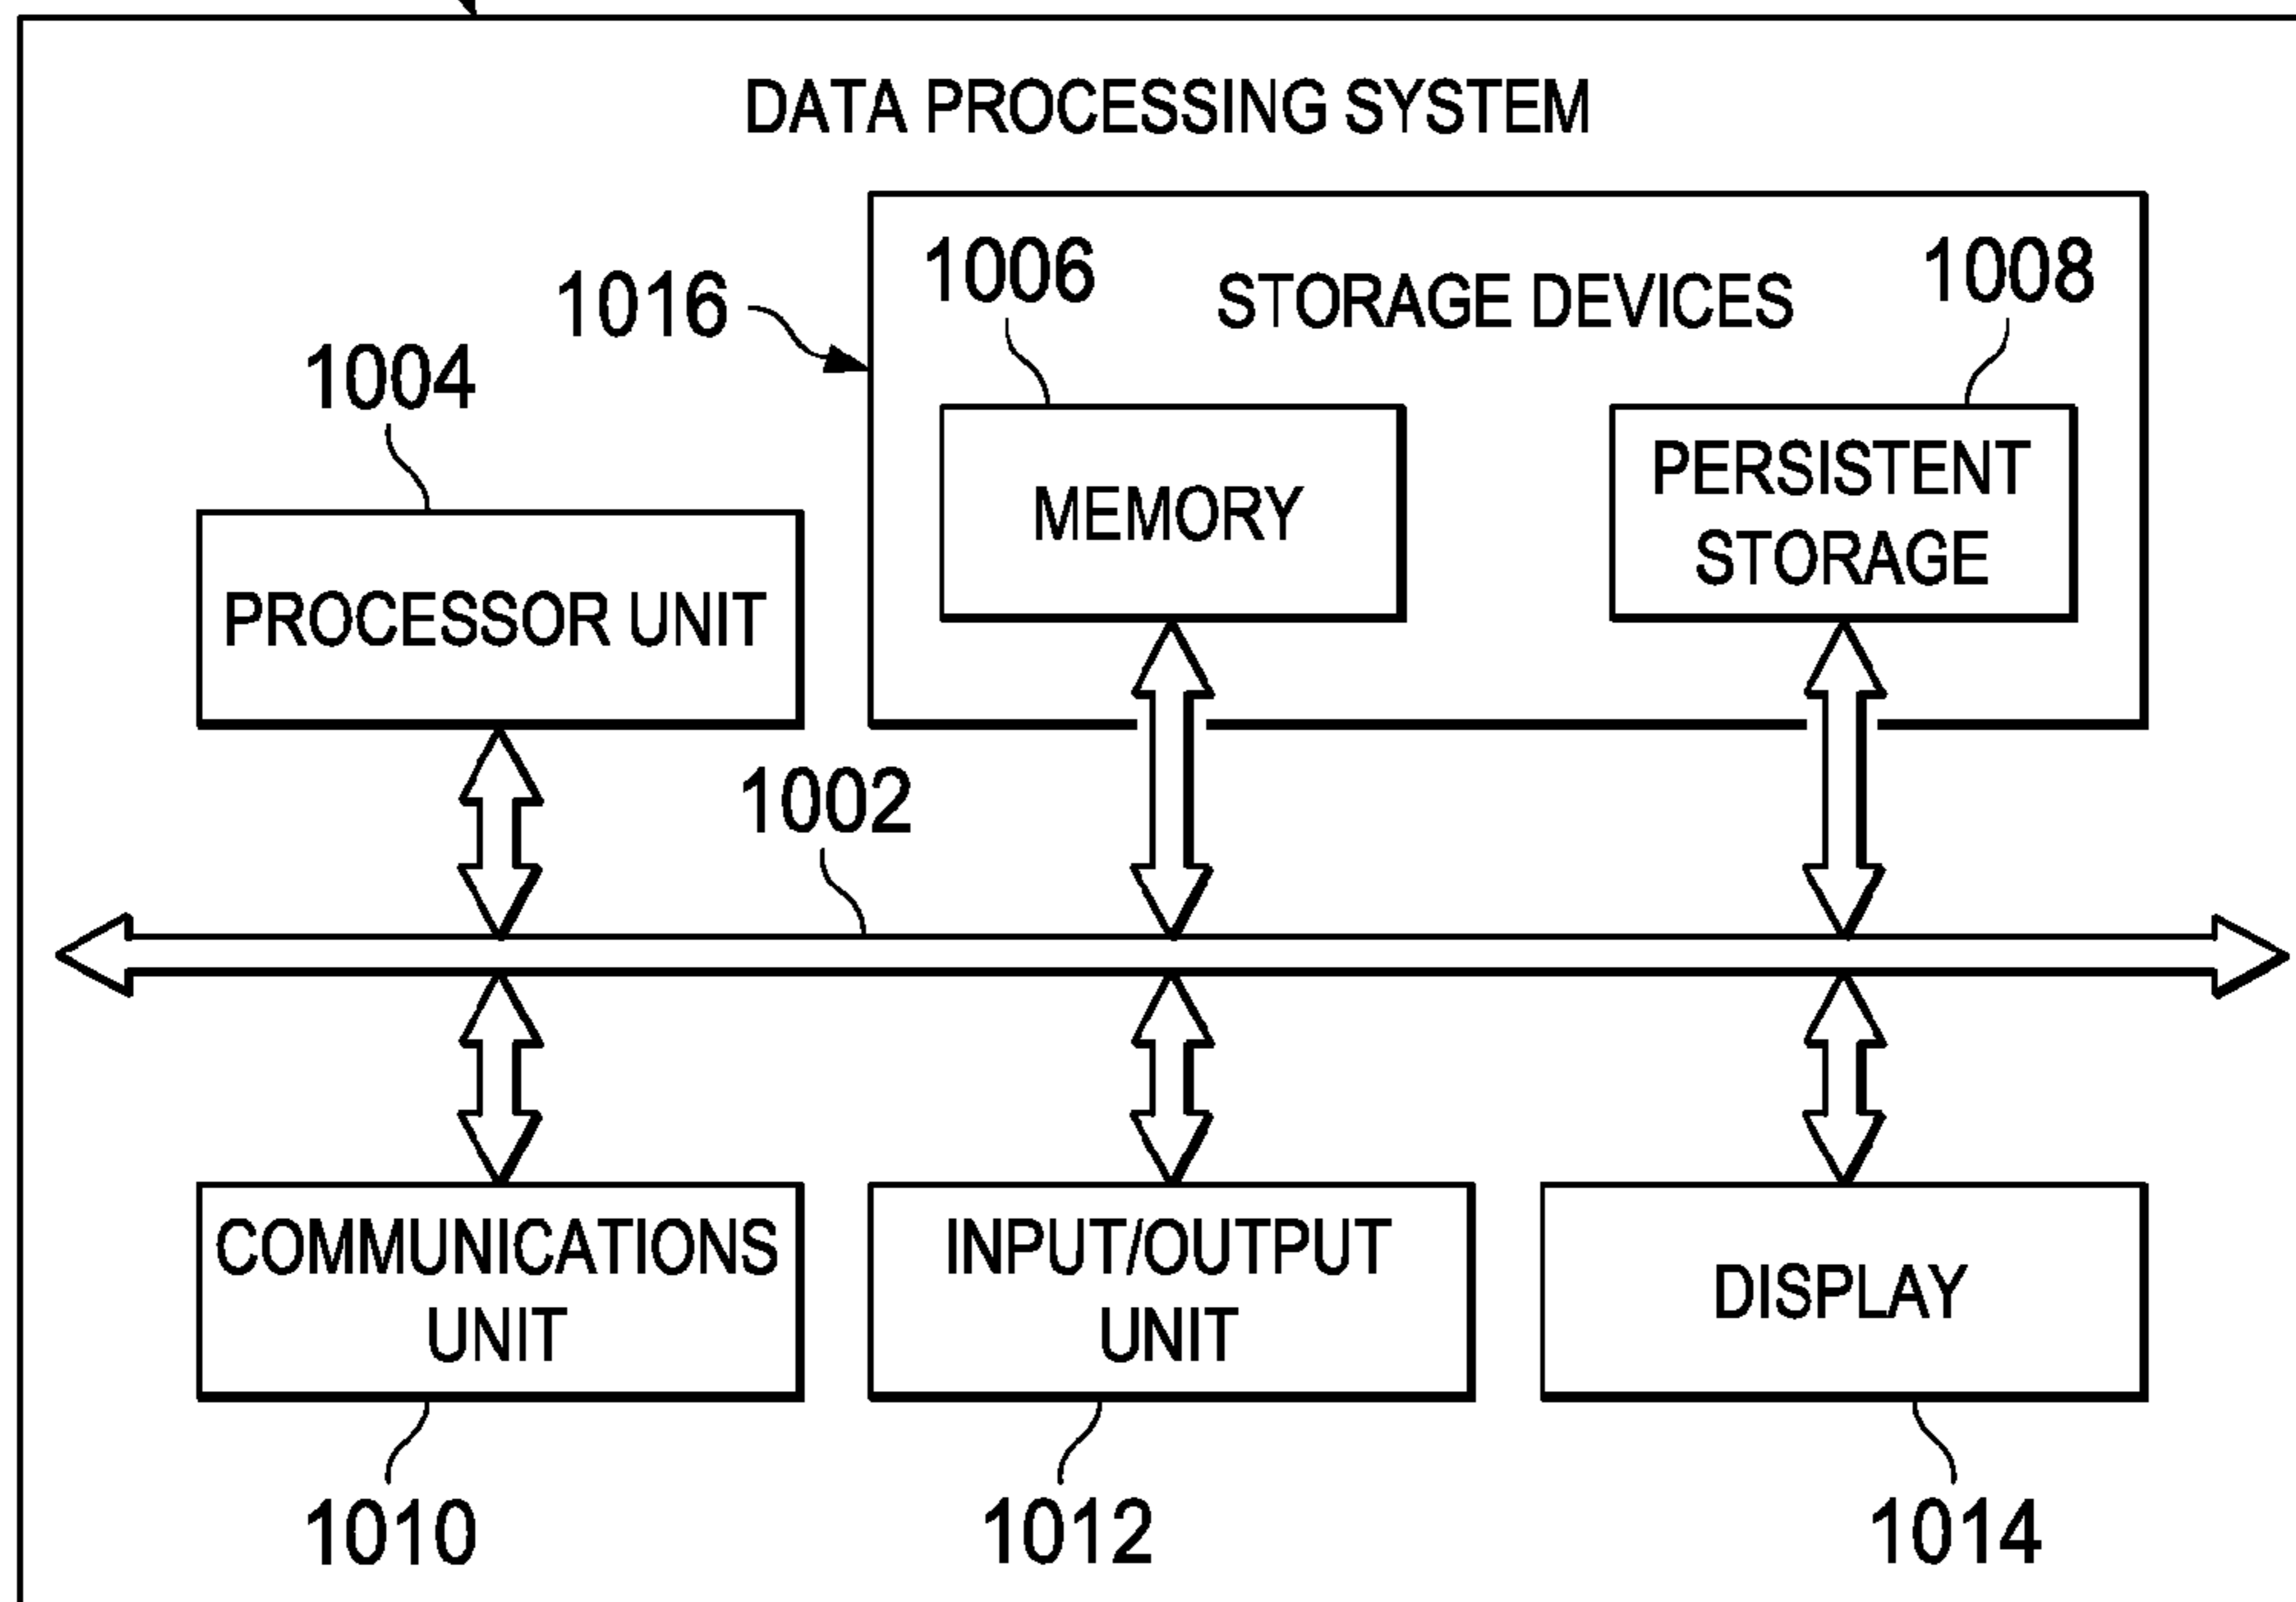 DATA PROCESSING SYSTEM
1016
1006
STORAGE DEVICES
1008
1004
MEMORY
PERSISTENT
STORAGE
PROCESSOR UNIT
1002
COMMUNICATIONS
UNIT
INPUT/OUTPUT
UNIT
DISPLAY
1010
1012
1014